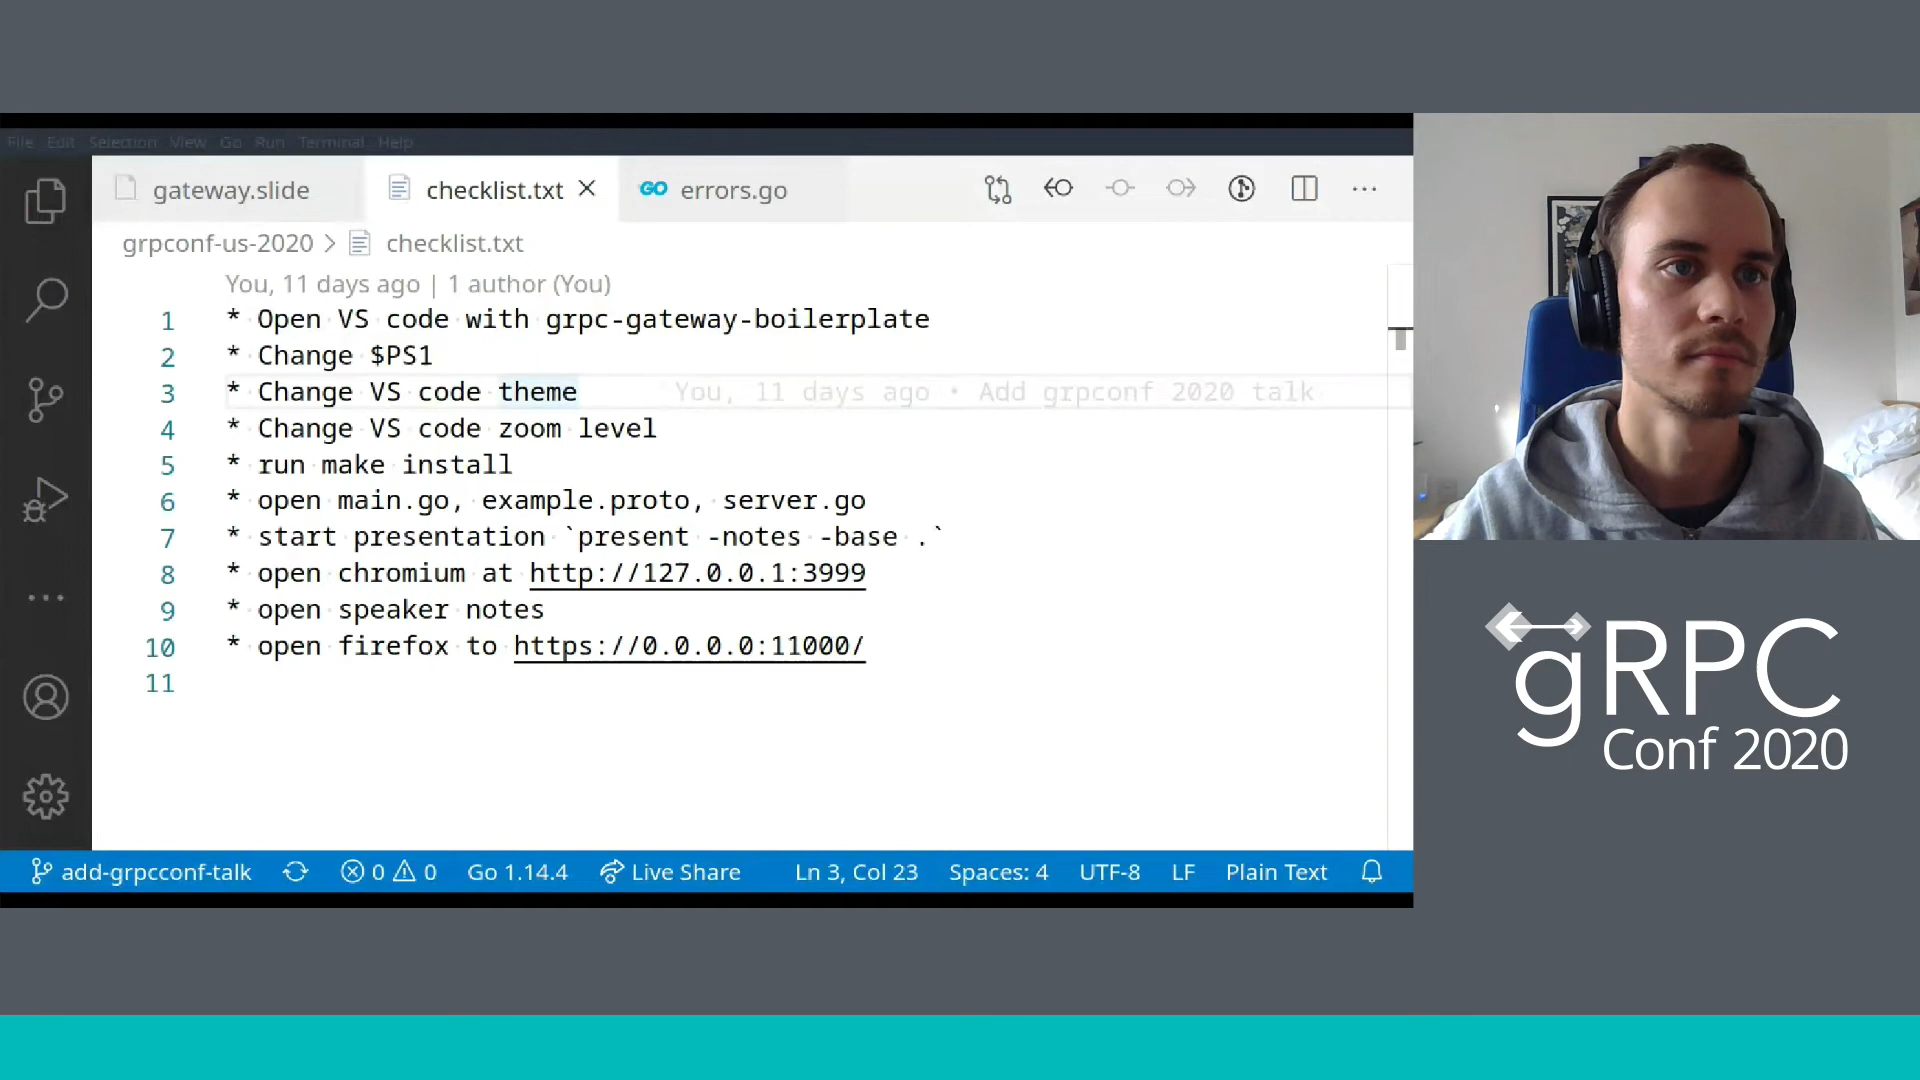 File Edit Selection View Go Run Terminal Help
gateway.slide checklist.txt errors.go
grpconf-us-2020 > checklist.txt
You, 11 days ago | 1 author (You)
1 * Open VS code with grpc-gateway-boilerplate
2 * Change $PS1
3 * Change VS code theme You, 11 days ago • Add grpconf 2020 talk
4 * Change VS code zoom level
5 * run make install
6 * open main.go, example.proto, server.go
7 * start presentation `present -notes -base .`
8 * open chromium at http://127.0.0.1:3999
9 * open speaker notes
10 * open firefox to https://0.0.0.0:11000/
11
add-grpcconf-talk 0 0 Go 1.14.4 Live Share Ln 3, Col 23 Spaces: 4 UTF-8 LF Plain Text
gRPC
Conf 2020